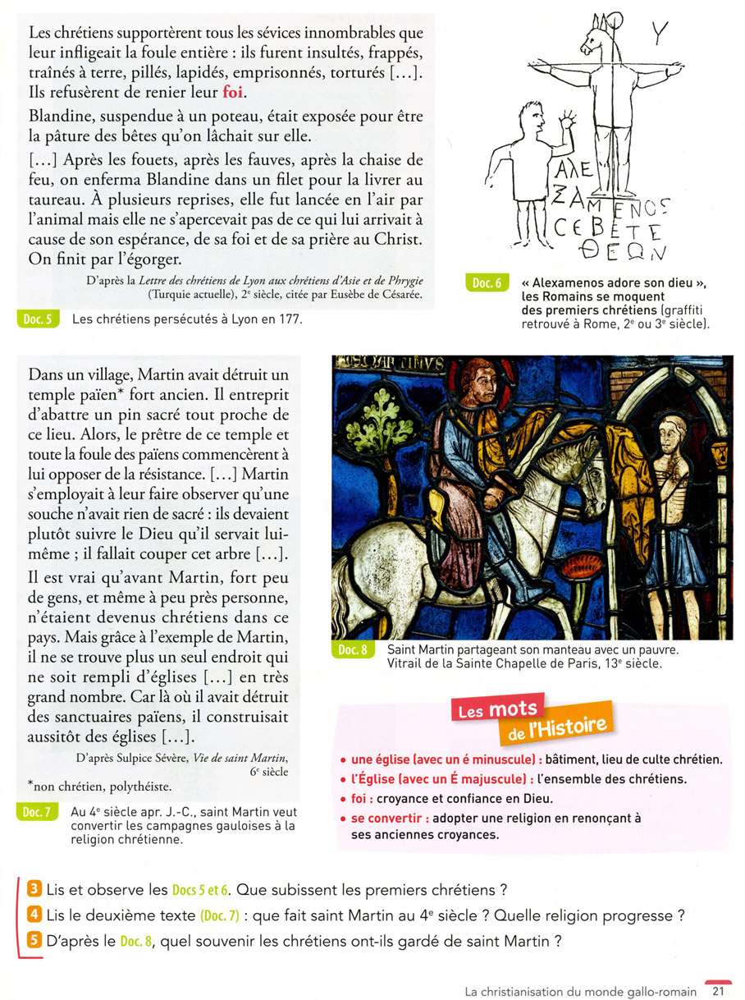 Les chrétiens supportèrent tous les sévices innombrables que
leur infligeait la foule entière : ils furent insultés, frappés,
traînés à terre, pillés, lapidés, emprisonnés, torturés […].
Ils refusèrent de renier leur foi.
Blandine, suspendue à un poteau, était exposée pour être
la pâture des bêtes qu’on lâchait sur elle.
[…] Après les fouets, après les fauves, après la chaise de
feu, on enferma Blandine dans un filet pour la livrer au
taureau. À plusieurs reprises, elle fut lancée en l’air par
l’animal mais elle ne s’apercevait pas de ce qui lui arrivait à
cause de son espérance, de sa foi et de sa prière au Christ.
On finit par l’égorger.
D’après la Lettre des chrétiens de Lyon aux chrétiens d’Asie et de Phrygie
(Turquie actuelle), 2e siècle, citée par Eusèbe de Césarée.
Doc. 5 Les chrétiens persécutés à Lyon en 177.
Y
ΑλΕ
ΖΑΜΕΝΟϹ
ϹΕΒΕΤΕ
ΘΕΩΝ
Doc. 6 « Alexamenos adore son dieu »,
les Romains se moquent
des premiers chrétiens (graffiti
retrouvé à Rome, 2e ou 3e siècle).
Dans un village, Martin avait détruit un
temple païen* fort ancien. Il entreprit
d’abattre un pin sacré tout proche de
ce lieu. Alors, le prêtre de ce temple et
toute la foule des païens commencèrent à
lui opposer de la résistance. […] Martin
s’employait à leur faire observer qu’une
souche n’avait rien de sacré : ils devaient
plutôt suivre le Dieu qu’il servait lui-
même ; il fallait couper cet arbre […].
Il est vrai qu’avant Martin, fort peu
de gens, et même à peu près personne,
n’étaient devenus chrétiens dans ce
pays. Mais grâce à l’exemple de Martin,
il ne se trouve plus un seul endroit qui
ne soit rempli d’églises […] en très
grand nombre. Car là où il avait détruit
des sanctuaires païens, il construisait
aussitôt des églises […].
D’après Sulpice Sévère, Vie de saint Martin,
6e siècle
*non chrétien, polythéiste.
Doc. 7 Au 4e siècle apr. J.-C., saint Martin veut
convertir les campagnes gauloises à la
religion chrétienne.
Doc. 8 Saint Martin partageant son manteau avec un pauvre.
Vitrail de la Sainte Chapelle de Paris, 13e siècle.
Les mots
de l’Histoire
• une église (avec un é minuscule) : bâtiment, lieu de culte chrétien.
• l’Église (avec un É majuscule) : l’ensemble des chrétiens.
• foi : croyance et confiance en Dieu.
• se convertir : adopter une religion en renonçant à
ses anciennes croyances.
3 Lis et observe les Docs 5 et 6. Que subissent les premiers chrétiens ?
4 Lis le deuxième texte (Doc. 7) : que fait saint Martin au 4e siècle ? Quelle religion progresse ?
5 D’après le Doc. 8, quel souvenir les chrétiens ont-ils gardé de saint Martin ?
La christianisation du monde gallo-romain 21